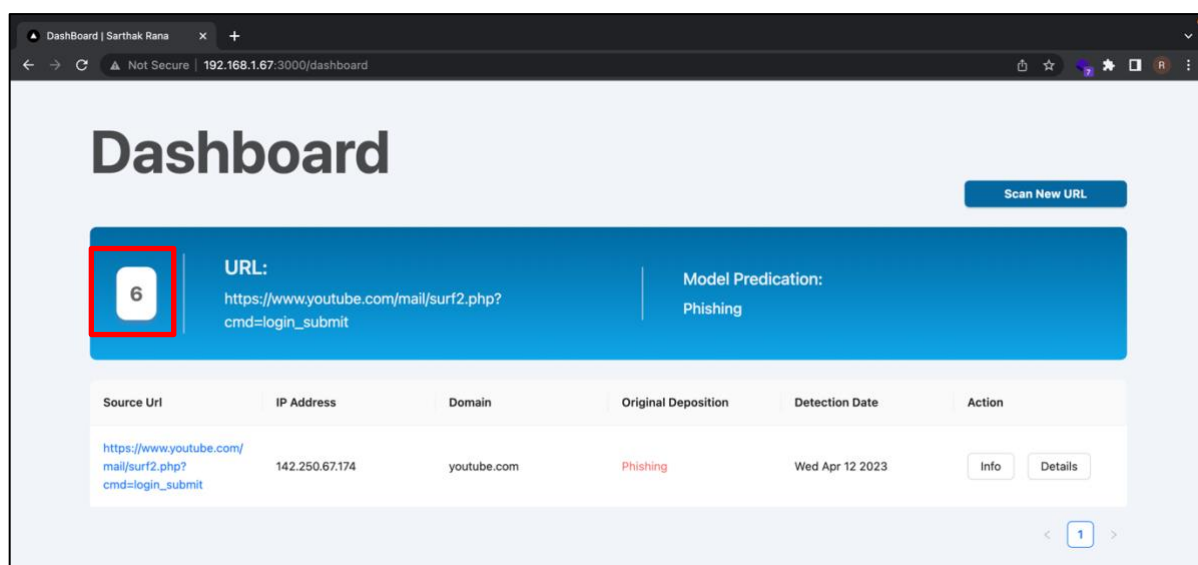 DashBoard | Sarthak Rana
Not Secure | 192.168.1.67:3000/dashboard
7
R
Dashboard
Scan New URL
6
URL:
https://www.youtube.com/mail/surf2.php?
cmd=login_submit
Model Predication:
Phishing
Source Url IP Address Domain Original Deposition Detection Date Action
https://www.youtube.com/
mail/surf2.php?
cmd=login_submit
142.250.67.174 youtube.com Phishing Wed Apr 12 2023 Info Details
< 1 >